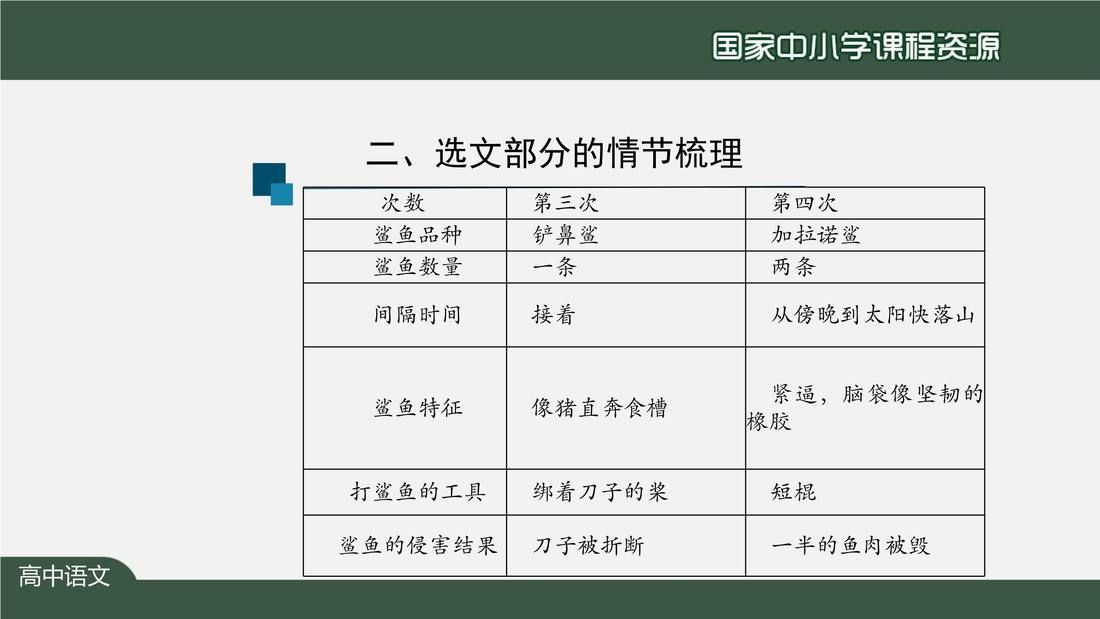 国家中小学课程资源
二、选文部分的情节梳理
次数 第三次 第四次
鲨鱼品种 铲鼻鲨 加拉诺鲨
鲨鱼数量 一条 两条
间隔时间 接着 从傍晚到太阳快落山
鲨鱼特征 像猪直奔食槽 紧逼，脑袋像坚韧的
橡胶
打鲨鱼的工具 绑着刀子的桨 短棍
鲨鱼的侵害结果 刀子被折断 一半的鱼肉被毁
高中语文